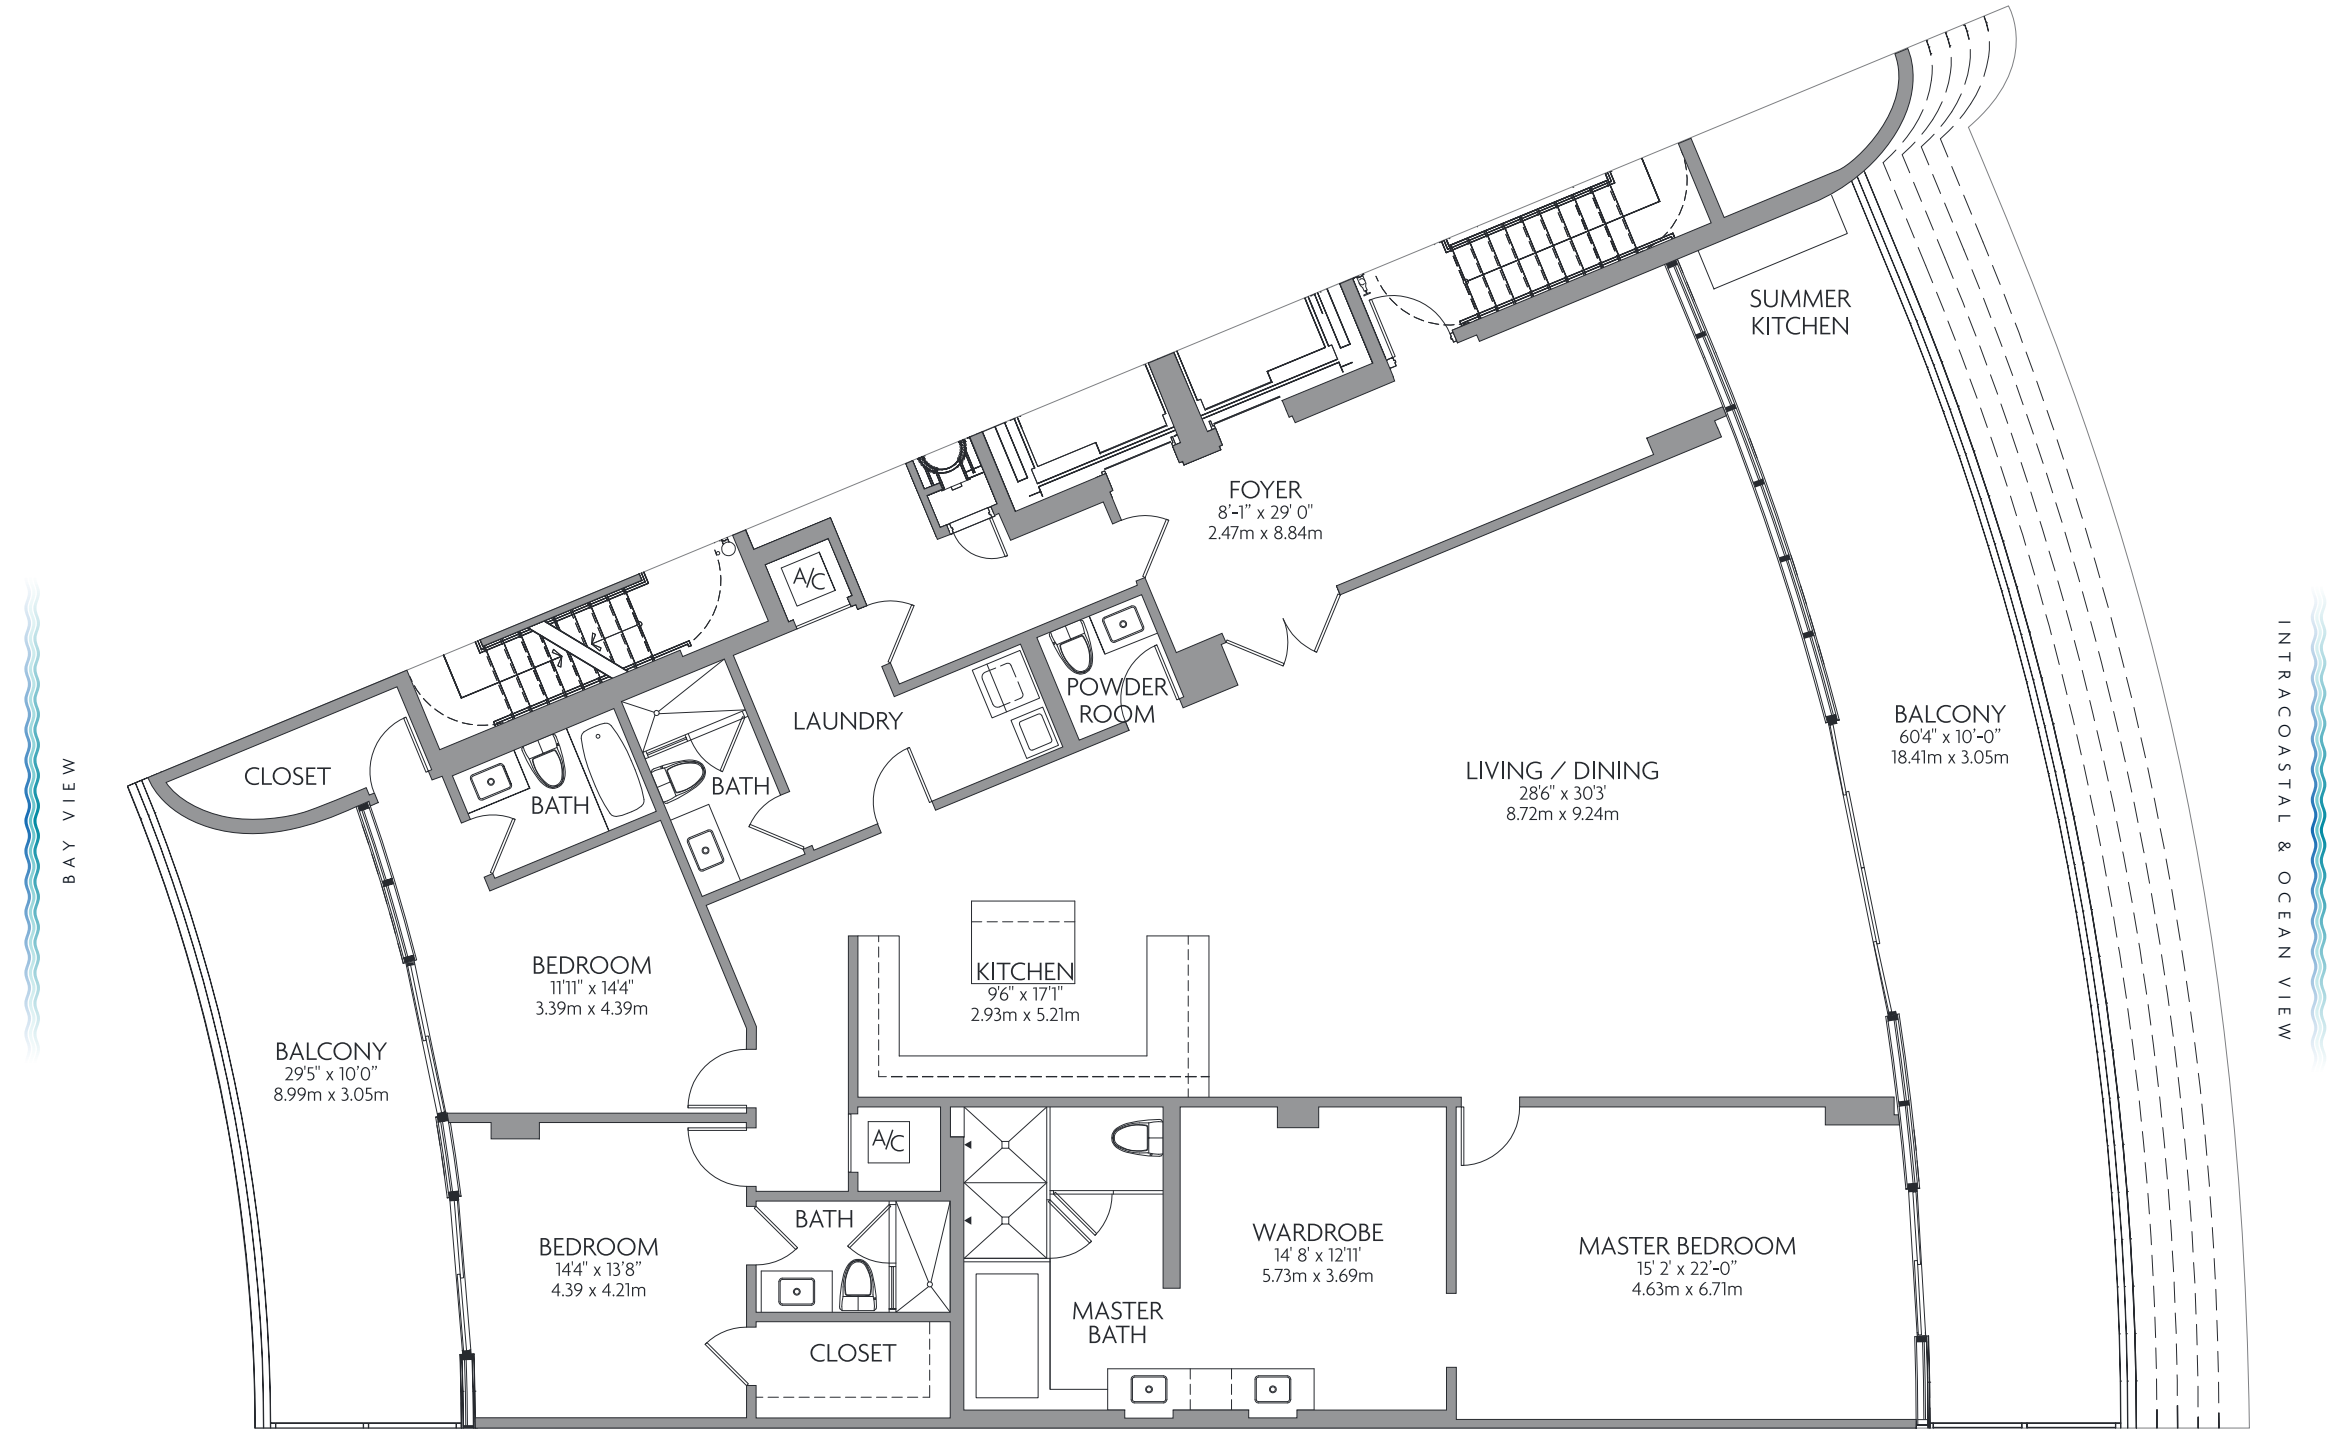 SUMMER
KITCHEN
FOYER
8'-1" x 29' 0"
2.47m x 8.84m
A/C
POWDER
ROOM
LAUNDRY
CLOSET
BATH
BATH
BALCONY
60'4" x 10'-0"
18.41m x 3.05m
LIVING / DINING
28'6" x 30'3'
8.72m x 9.24m
BAY VIEW
INTRACOASTAL & OCEAN VIEW
BEDROOM
11'11" x 14'4"
3.39m x 4.39m
KITCHEN
9'6" x 17'1"
2.93m x 5.21m
BALCONY
29'5" x 10'0"
8.99m x 3.05m
A/C
BATH
BEDROOM
14'4" x 13'8"
4.39 x 4.21m
WARDROBE
14' 8' x 12'11'
5.73m x 3.69m
MASTER BEDROOM
15' 2' x 22'-0"
4.63m x 6.71m
MASTER
BATH
CLOSET